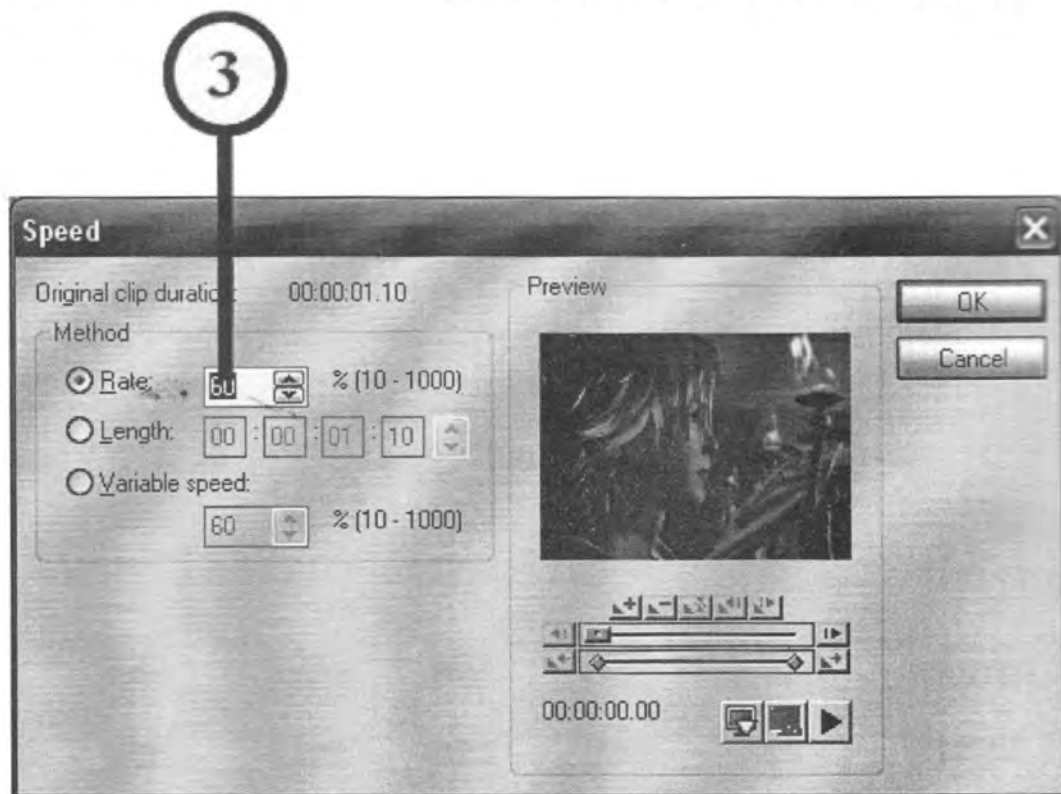 3
Speed
Original clip duration: 00:00:01.10
Method
Rate: 60 % (10 - 1000)
Length: 00 : 00 : 01 : 10
Variable speed:
60 % (10 - 1000)
Preview
00:00:00.00
OK
Cancel